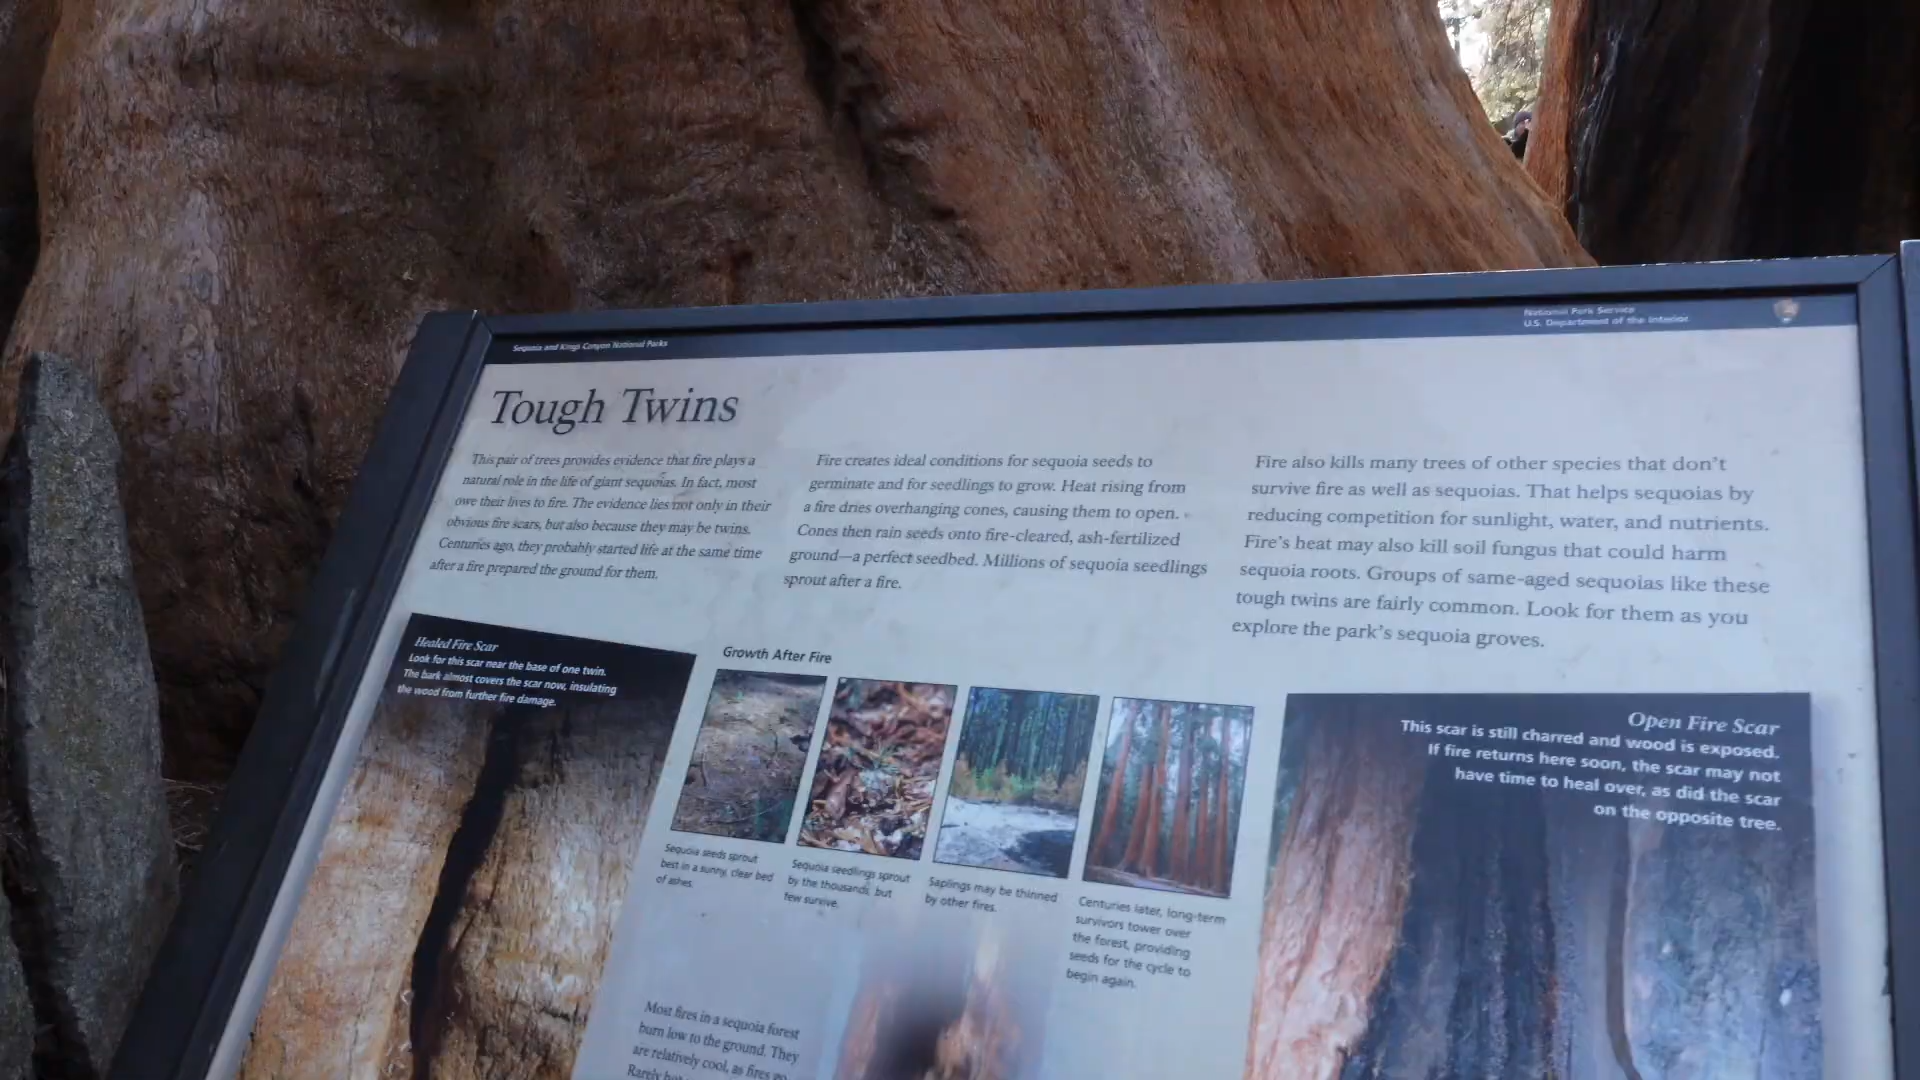 Sequoia and Kings Canyon National Parks
National Park Service
U.S. Department of the Interior
Tough Twins
This pair of trees provides evidence that fire plays a
natural role in the life of giant sequoias. In fact, most
owe their lives to fire. The evidence lies not only in their
obvious fire scars, but also because they may be twins.
Centuries ago, they probably started life at the same time
after a fire prepared the ground for them.
Fire creates ideal conditions for sequoia seeds to
germinate and for seedlings to grow. Heat rising from
a fire dries overhanging cones, causing them to open.
Cones then rain seeds onto fire-cleared, ash-fertilized
ground—a perfect seedbed. Millions of sequoia seedlings
sprout after a fire.
Fire also kills many trees of other species that don't
survive fire as well as sequoias. That helps sequoias by
reducing competition for sunlight, water, and nutrients.
Fire's heat may also kill soil fungus that could harm
sequoia roots. Groups of same-aged sequoias like these
tough twins are fairly common. Look for them as you
explore the park's sequoia groves.
Healed Fire Scar
Look for this scar near the base of one twin.
The bark almost covers the scar now, insulating
the wood from further fire damage.
Growth After Fire
Sequoia seeds sprout
best in a sunny, clear bed
of ashes.
Sequoia seedlings sprout
by the thousands, but
few survive.
Saplings may be thinned
by other fires.
Centuries later, long-term
survivors tower over
the forest, providing
seeds for the cycle to
begin again.
Open Fire Scar
This scar is still charred and wood is exposed.
If fire returns here soon, the scar may not
have time to heal over, as did the scar
on the opposite tree.
Most fires in a sequoia forest
burn low to the ground. They
are relatively cool, as fires go.
Rarely